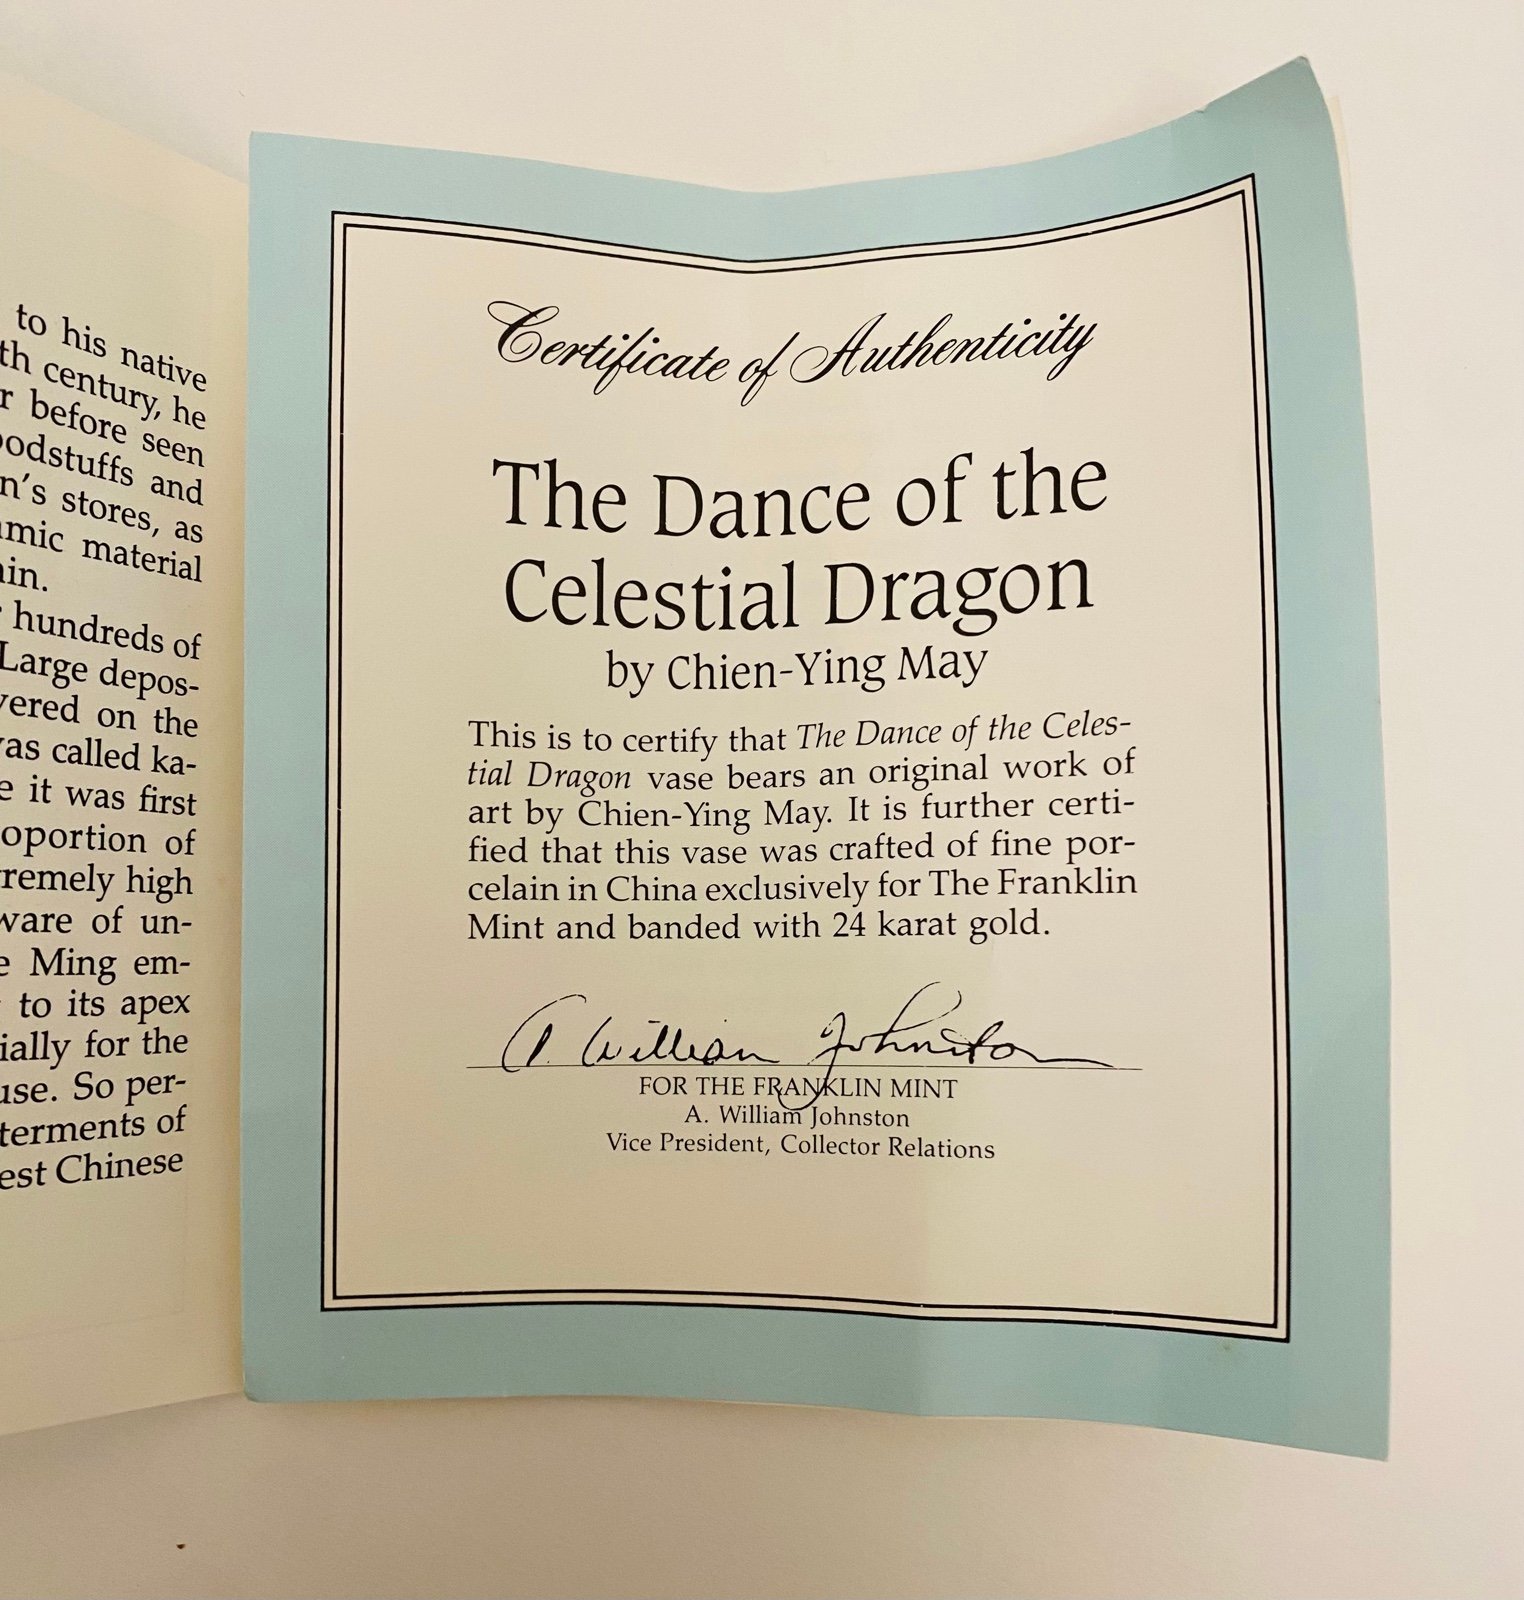 to his native
th century, he
r before seen
oodstuffs and
n's stores, as
amic material
ain.
hundreds of
Large depos-
vered on the
was called ka-
e it was first
oportion of
tremely high
ware of un-
e Ming em-
to its apex
ially for the
use. So per-
terments of
est Chinese
Certificate of Authenticity
The Dance of the
Celestial Dragon
by Chien-Ying May
This is to certify that The Dance of the Celes-
tial Dragon vase bears an original work of
art by Chien-Ying May. It is further certi-
fied that this vase was crafted of fine por-
celain in China exclusively for The Franklin
Mint and banded with 24 karat gold.
A. William Johnston
FOR THE FRANKLIN MINT
A. William Johnston
Vice President, Collector Relations